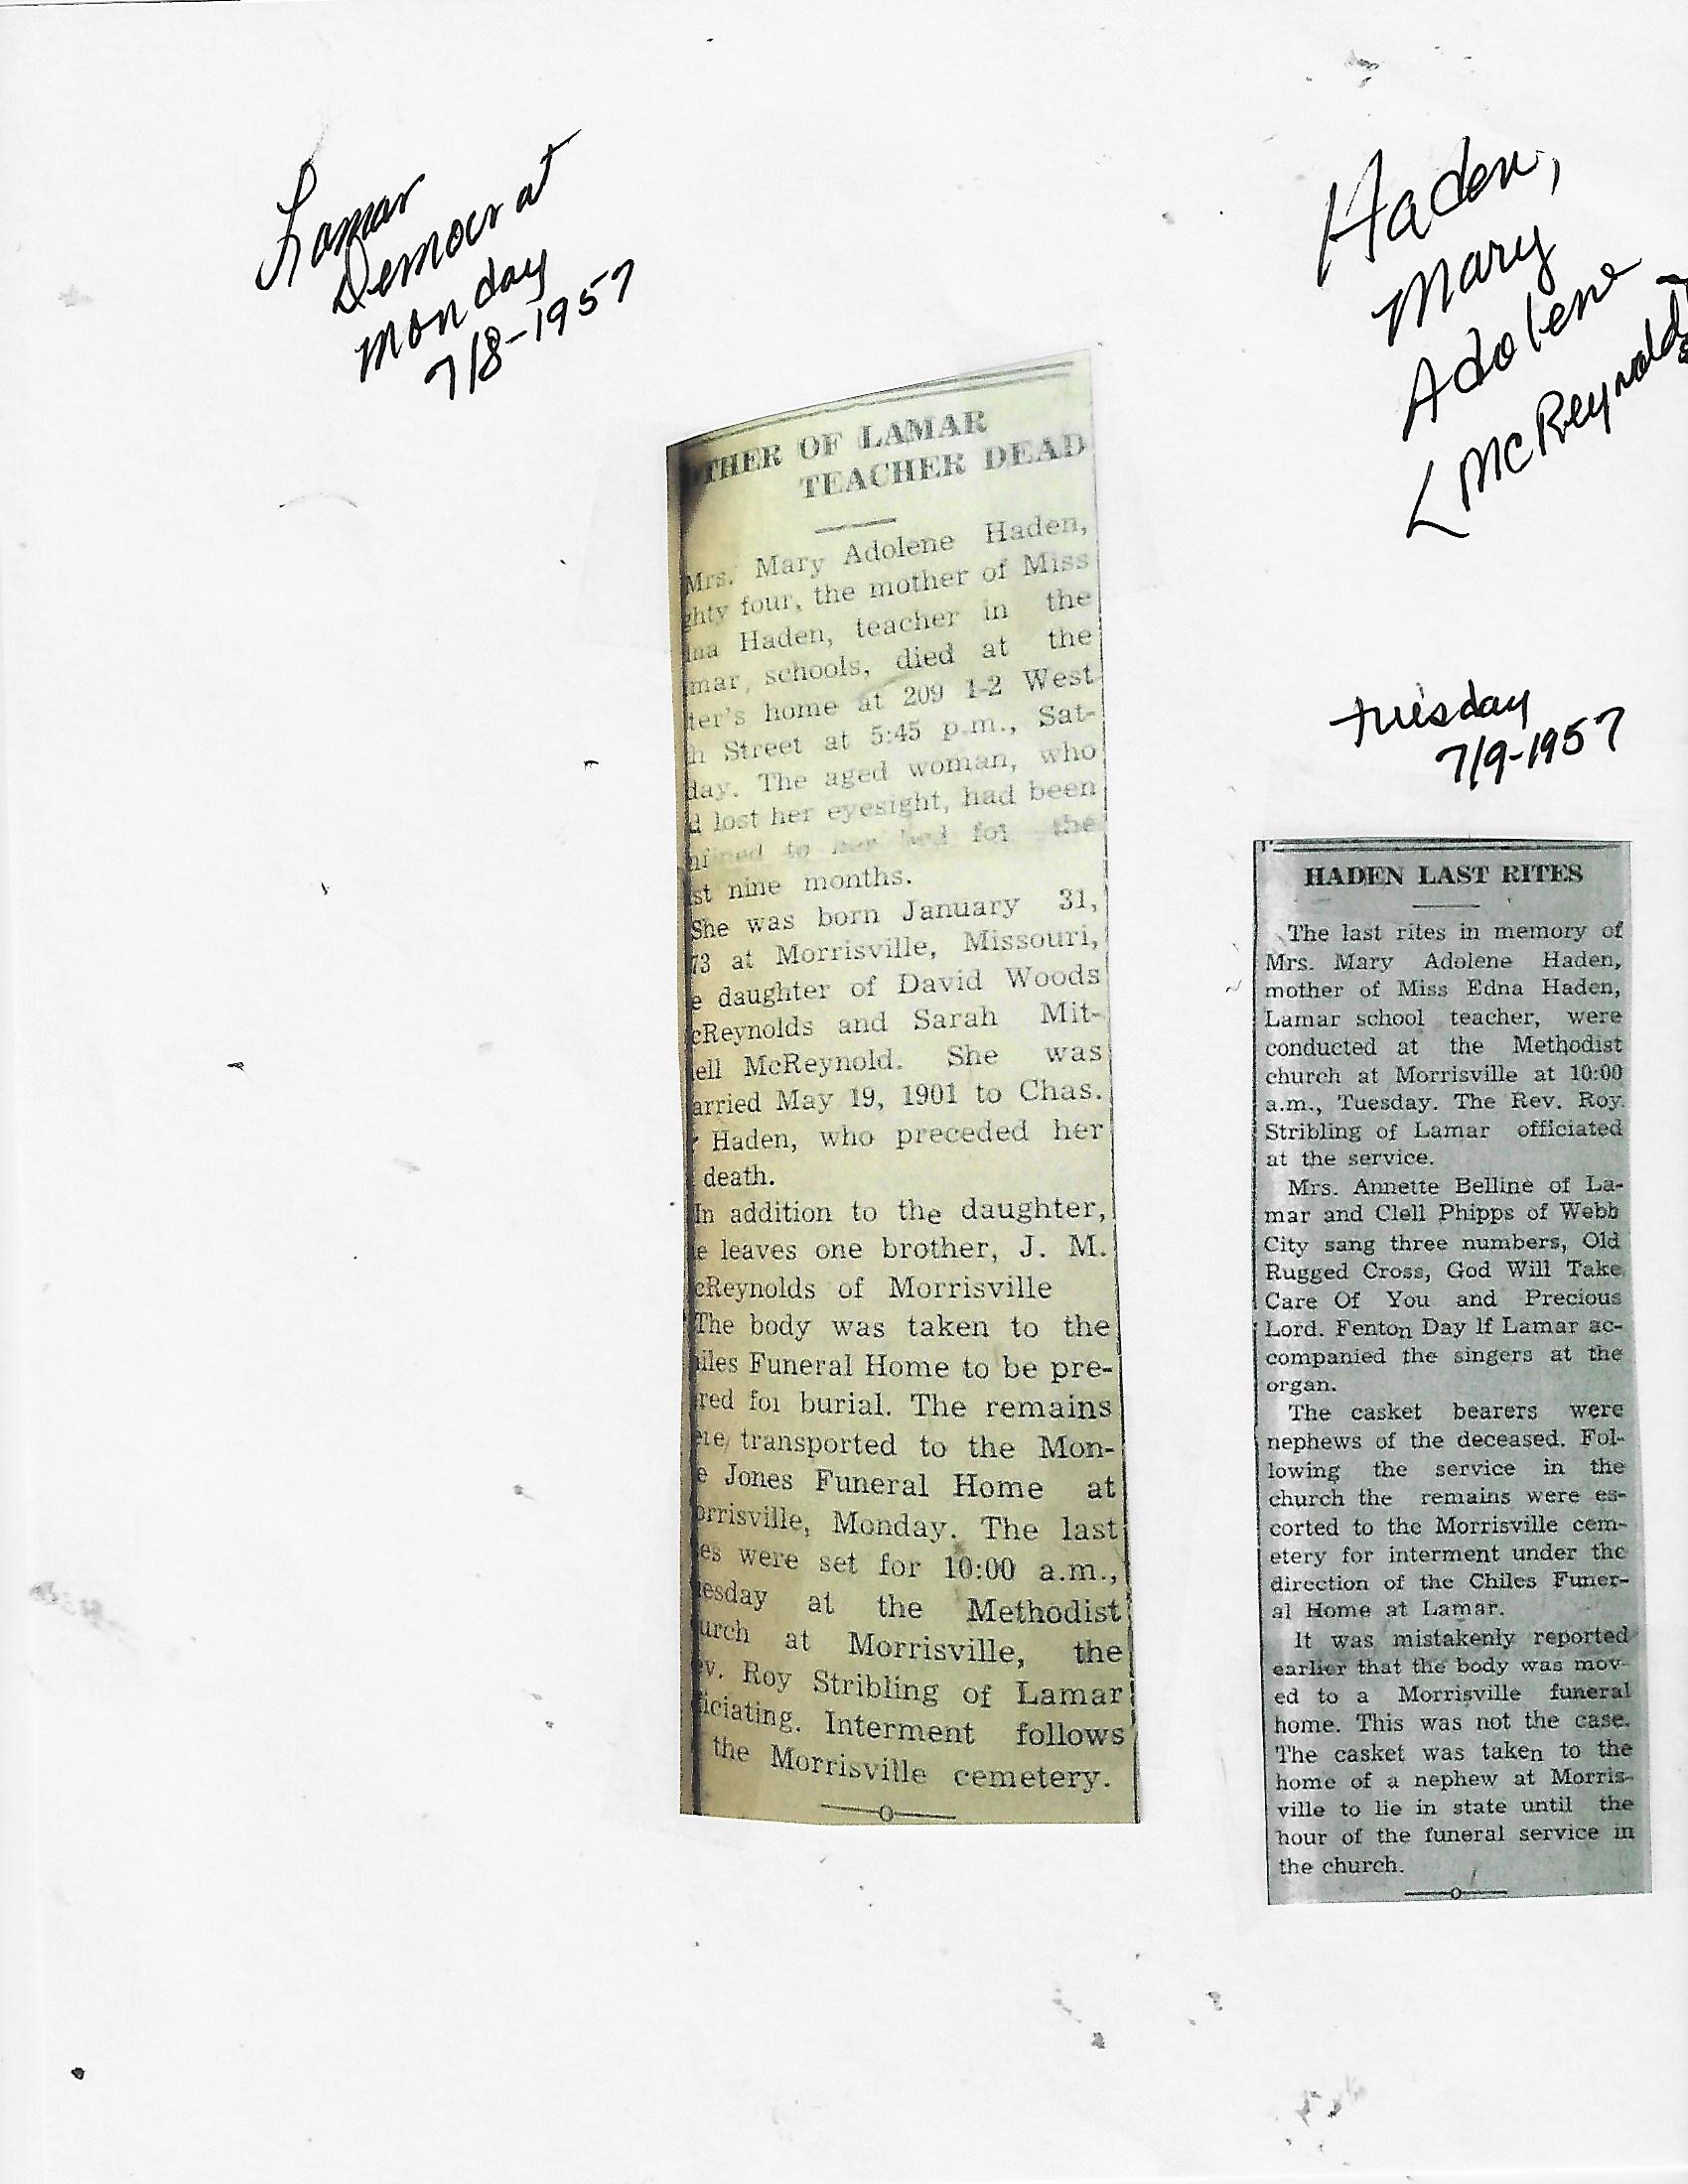 Lamar
Democrat
Monday
7/8-1957
Haden,
Mary
Adolene
McReynolds
OTHER OF LAMAR
TEACHER DEAD
Mrs. Mary Adolene Haden,
ghty four, the mother of Miss
na Haden, teacher in the
mar schools, died at the
ter's home at 209 1-2 West
h Street at 5:45 p.m., Sat-
day. The aged woman, who
d lost her eyesight, had been
nfined to her bed for the
st nine months.
She was born January 31,
73 at Morrisville, Missouri,
e daughter of David Woods
cReynolds and Sarah Mit-
ell McReynold. She was
arried May 19, 1901 to Chas.
Haden, who preceded her
death.
In addition to the daughter,
e leaves one brother, J. M.
cReynolds of Morrisville
The body was taken to the
iles Funeral Home to be pre-
red for burial. The remains
ere transported to the Mon-
e Jones Funeral Home at
orrisville, Monday. The last
es were set for 10:00 a.m.,
esday at the Methodist
urch at Morrisville, the
v. Roy Stribling of Lamar
ficiating. Interment follows
the Morrisville cemetery.
Tuesday
7/9-1957
HADEN LAST RITES
The last rites in memory of
Mrs. Mary Adolene Haden,
mother of Miss Edna Haden,
Lamar school teacher, were
conducted at the Methodist
church at Morrisville at 10:00
a.m., Tuesday. The Rev. Roy
Stribling of Lamar officiated
at the service.
Mrs. Annette Belline of La-
mar and Clell Phipps of Webb
City sang three numbers, Old
Rugged Cross, God Will Take
Care Of You and Precious
Lord. Fenton Day lf Lamar ac-
companied the singers at the
organ.
The casket bearers were
nephews of the deceased. Fol-
lowing the service in the
church the remains were es-
corted to the Morrisville cem-
etery for interment under the
direction of the Chiles Funer-
al Home at Lamar.
It was mistakenly reported
earlier that the body was mov-
ed to a Morrisville funeral
home. This was not the case.
The casket was taken to the
home of a nephew at Morris-
ville to lie in state until the
hour of the funeral service in
the church.